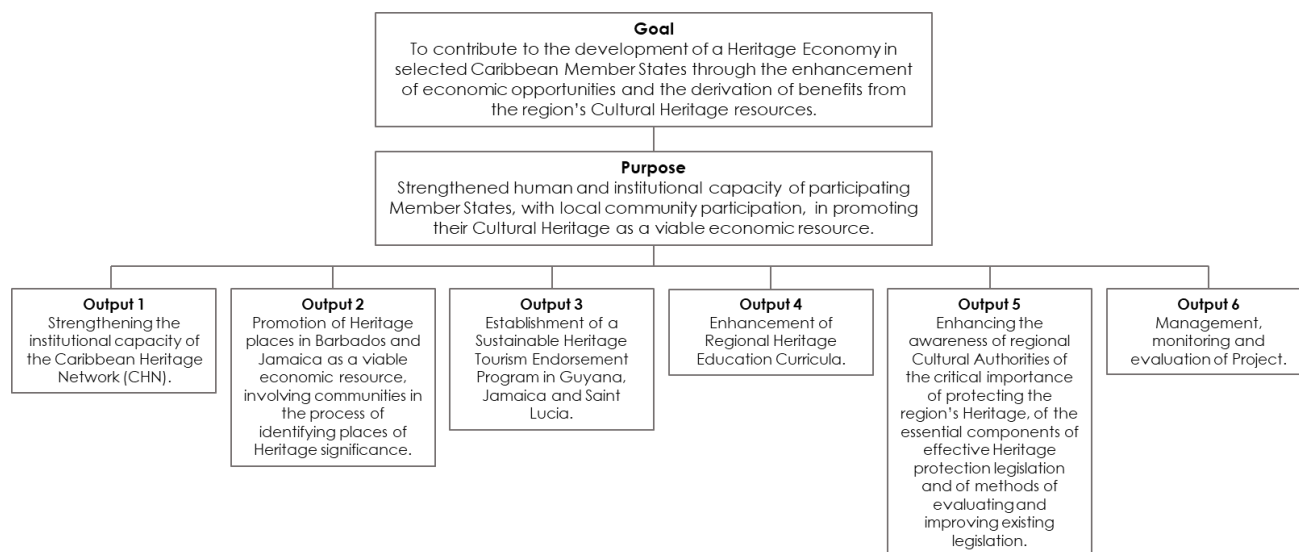 Goal
To contribute to the development of a Heritage Economy in
selected Caribbean Member States through the enhancement
of economic opportunities and the derivation of benefits from
the region's Cultural Heritage resources.
Purpose
Strengthened human and institutional capacity of participating
Member States, with local community participation, in promoting
their Cultural Heritage as a viable economic resource.
Output 1
Strengthening the
institutional capacity of
the Caribbean Heritage
Network (CHN).
Output 2
Promotion of Heritage
places in Barbados and
Jamaica as a viable
economic resource,
involving communities
in the process of
identifying places of
Heritage significance.
Output 3
Establishment of a
Sustainable Heritage
Tourism Endorsement
Program in Guyana,
Jamaica and Saint
Lucia.
Output 4
Enhancement of
Regional Heritage
Education Curricula.
Output 5
Enhancing the
awareness of regional
Cultural Authorities of
the critical importance
of protecting the
region's Heritage, of the
essential components of
effective Heritage
protection legislation
and of methods of
evaluating and
improving existing
legislation.
Output 6
Management,
monitoring and
evaluation of Project.